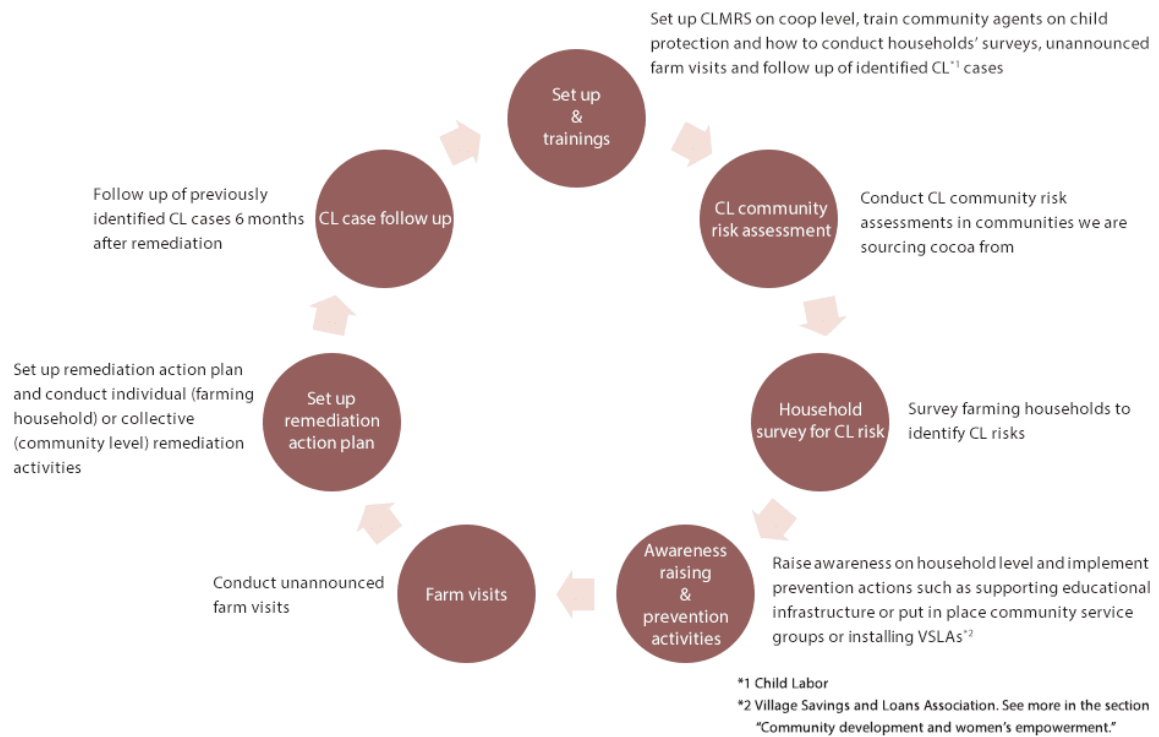 Set up CLMRS on coop level, train community agents on child
protection and how to conduct households' surveys, unannounced
farm visits and follow up of identified CL*1 cases
Set up
&
trainings
CL community
risk assessment
Conduct CL community risk
assessments in communities we are
sourcing cocoa from
Household
survey for CL risk
Survey farming households to
identify CL risks
Awareness
raising
&
prevention
activities
Raise awareness on household level and implement
prevention actions such as supporting educational
infrastructure or put in place community service
groups or installing VSLAs*2
Farm visits
Conduct unannounced
farm visits
Set up
remediation
action plan
Set up remediation action plan
and conduct individual (farming
household) or collective
(community level) remediation
activities
CL case follow up
Follow up of previously
identified CL cases 6 months
after remediation
*1 Child Labor
*2 Village Savings and Loans Association. See more in the section
"Community development and women's empowerment."